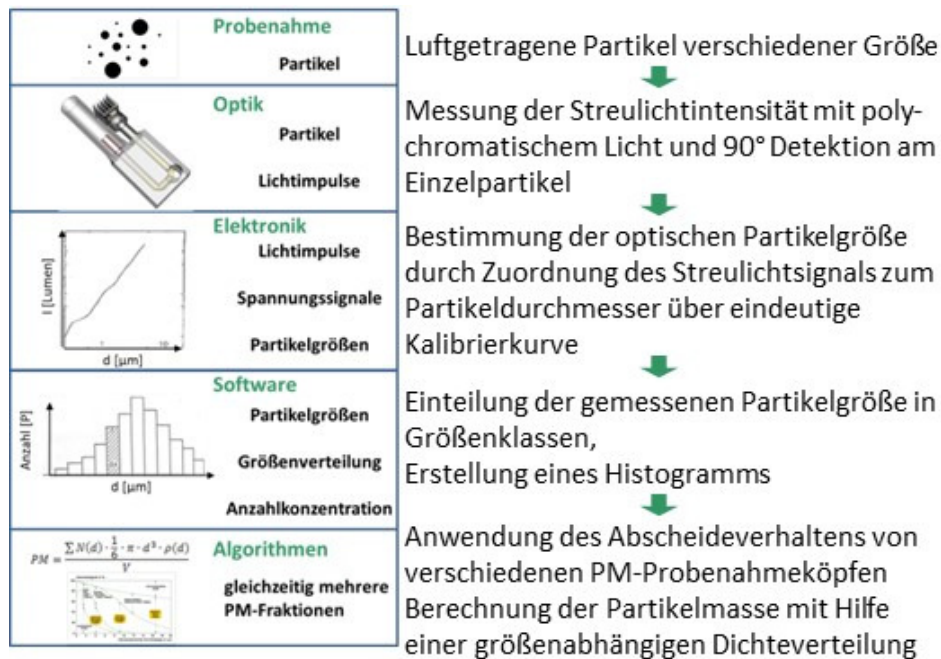 Probenahme
Partikel
Luftgetragene Partikel verschiedener Größe
Optik
Partikel
Lichtimpulse
Messung der Streulichtintensität mit poly-
chromatischem Licht und 90° Detektion am
Einzelpartikel
Elektronik
Lichtimpulse
Spannungssignale
Partikelgrößen
I [Lumen]
1
10
d [µm]
Bestimmung der optischen Partikelgröße
durch Zuordnung des Streulichtsignals zum
Partikeldurchmesser über eindeutige
Kalibrierkurve
Software
Partikelgrößen
Größenverteilung
Anzahlkonzentration
Anzahl [P]
d [µm]
Einteilung der gemessenen Partikelgröße in
Größenklassen,
Erstellung eines Histogramms
Algorithmen
gleichzeitig mehrere
PM-Fraktionen
PM = ∑ N(d) · 1/6 · π · d³ · ρ(d) / V
Anwendung des Abscheideverhaltens von
verschiedenen PM-Probenahmeköpfen
Berechnung der Partikelmasse mit Hilfe
einer größenabhängigen Dichteverteilung